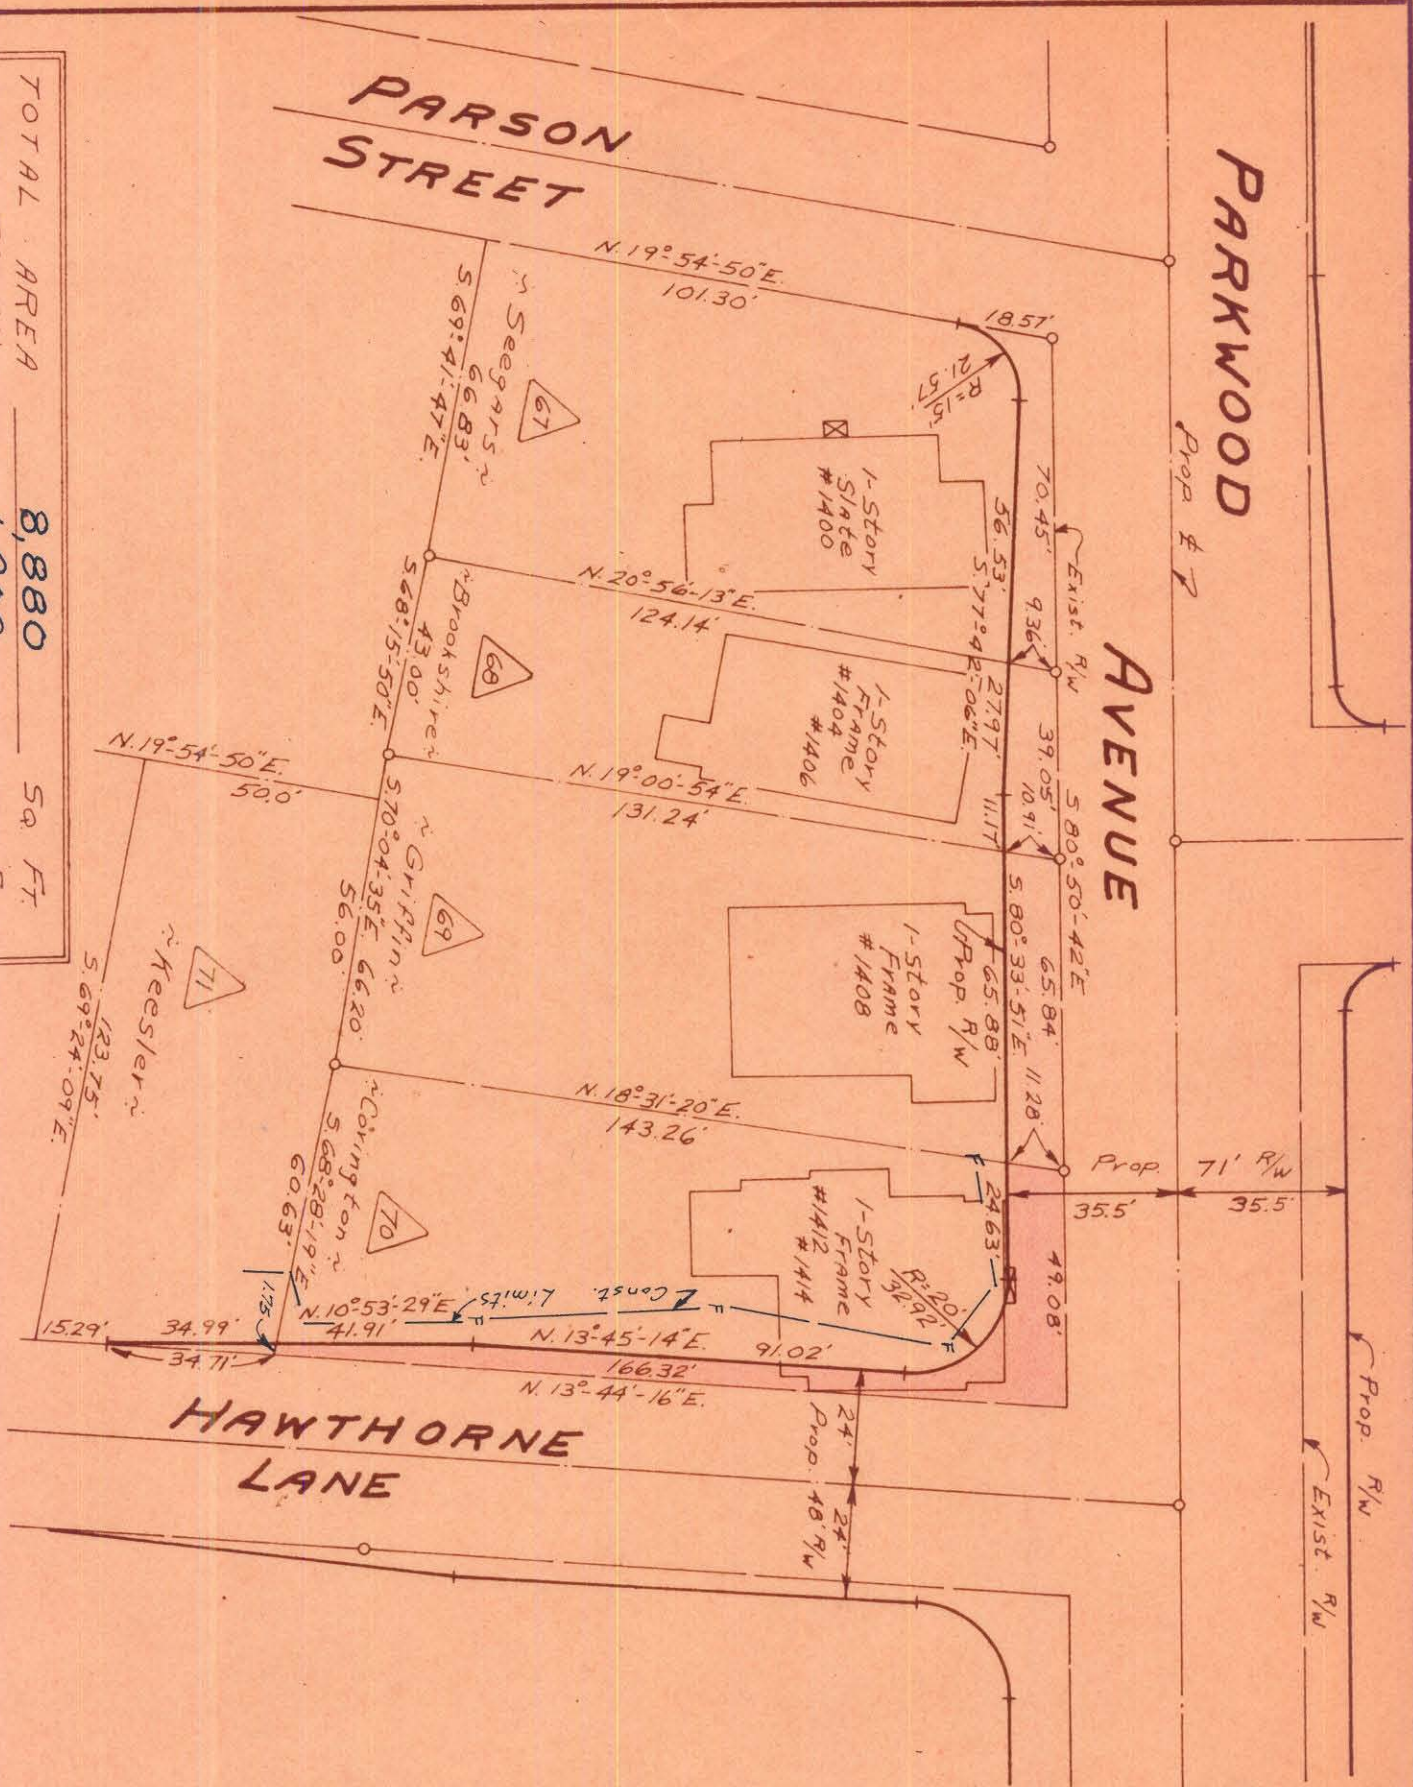 PARKWOOD
AVENUE
Prop ₵
PARSON
STREET
HAWTHORNE
LANE
N. 19°-54'-50"E.
101.30'
18.57'
R=15'
21.57'
70.45'
Exist. R/W
9.36'
39.05'
10.91'
S 80°-50'-42"E
65.84'
11.28'
49.08'
56.53'
S. 77°-42'-06"E.
27.97'
11.17'
S. 80°-33'-51"E.
65.88'
Prop. R/W
24.63'
Prop. 71' R/W
35.5'
35.5'
Prop. R/W
Exist. R/W
1-Story
Slate
#1400
1-Story
Frame
#1404
#1406
1-Story
Frame
#1408
1-Story
Frame
#1412
#1414
R=20'
32.92'
N. 20°-56'-13"E.
124.14'
N. 19°-00'-54"E.
131.24'
N. 18°-31'-20"E.
143.26'
67
~ Seegars ~
66.83'
S. 69°-41'-47"E.
68
~Brookshire~
43.00'
S. 68°-15'-50"E.
69
~ Griffin ~
S. 70°-04'-35"E. 66.20'
56.00'
70
~Corington~
S. 68°-28'-19"E
60.63'
71
~Keesler~
123.75'
S. 69°-24'-09"E.
N. 19°-54'-50"E.
50.0'
1.75'
N. 10°-53'-29"E.
41.91'
Const. Limits
F
F
F
F
N. 13°-45'-14"E.
91.02'
166.32'
N. 13°-44'-16"E.
15.29'
34.99'
34.71'
24'
24'
Prop. 48' R/W
TOTAL AREA 8,880 SQ. FT.